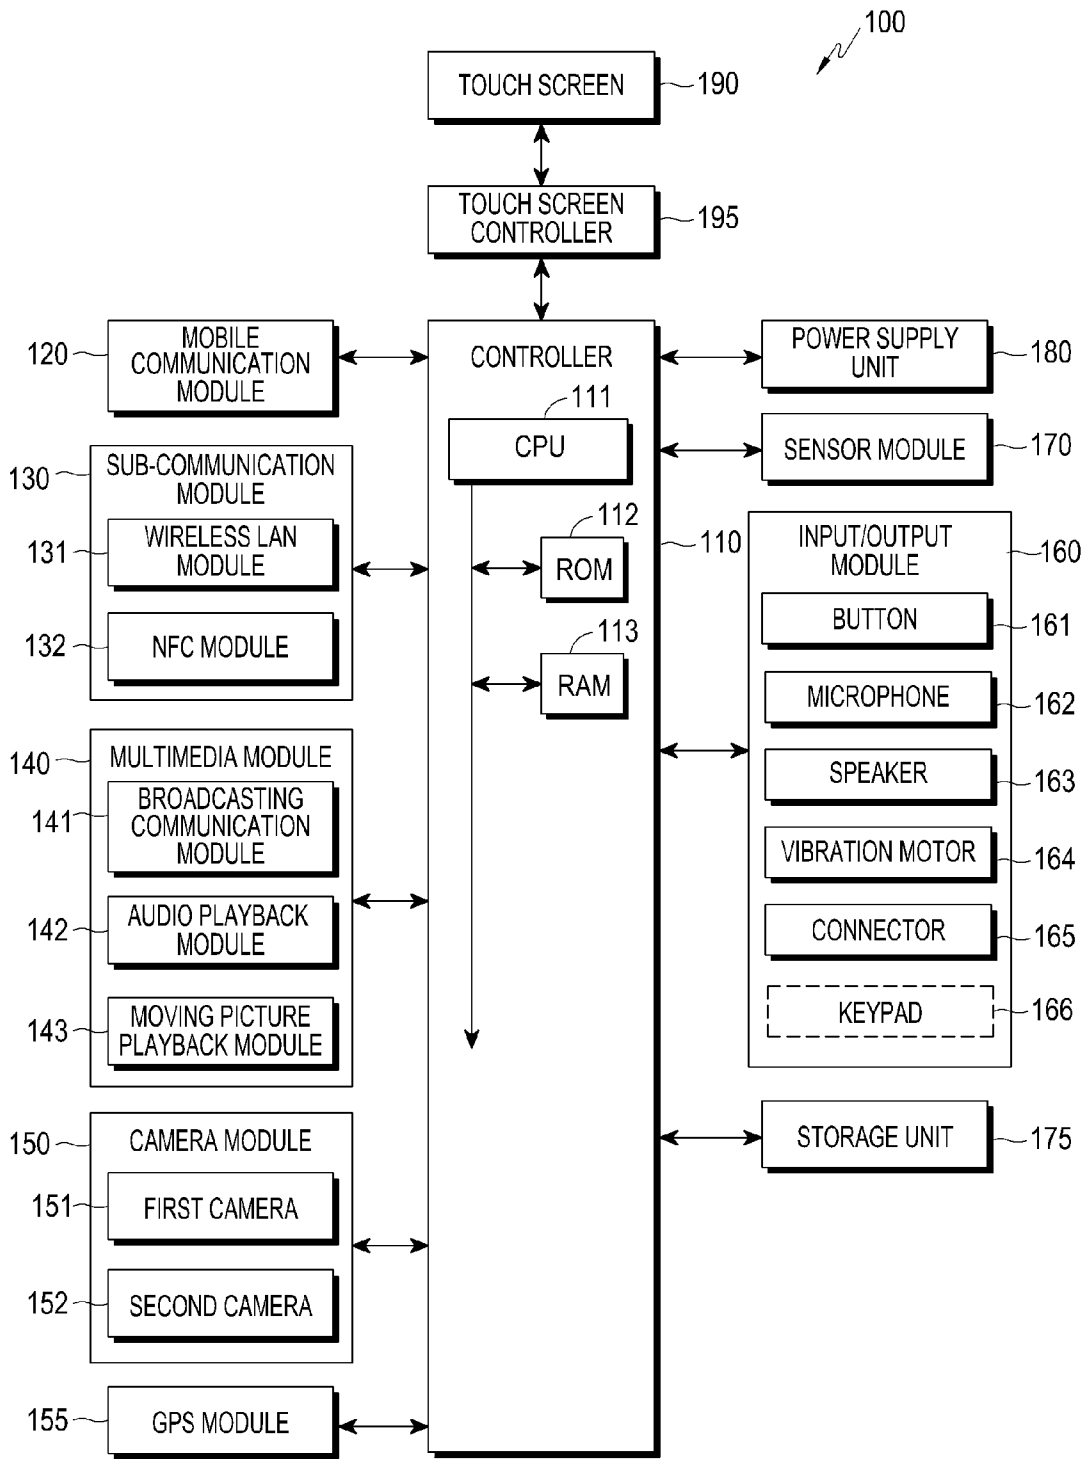 100
TOUCH SCREEN
190
TOUCH SCREEN
CONTROLLER
195
120
MOBILE
COMMUNICATION
MODULE
CONTROLLER
POWER SUPPLY
UNIT
180
111
CPU
SENSOR MODULE
170
130
SUB-COMMUNICATION
MODULE
131
WIRELESS LAN
MODULE
132
NFC MODULE
112
ROM
113
RAM
110
INPUT/OUTPUT
MODULE
160
BUTTON
161
MICROPHONE
162
SPEAKER
163
VIBRATION MOTOR
164
CONNECTOR
165
KEYPAD
166
140
MULTIMEDIA MODULE
141
BROADCASTING
COMMUNICATION
MODULE
142
AUDIO PLAYBACK
MODULE
143
MOVING PICTURE
PLAYBACK MODULE
150
CAMERA MODULE
151
FIRST CAMERA
152
SECOND CAMERA
STORAGE UNIT
175
155
GPS MODULE